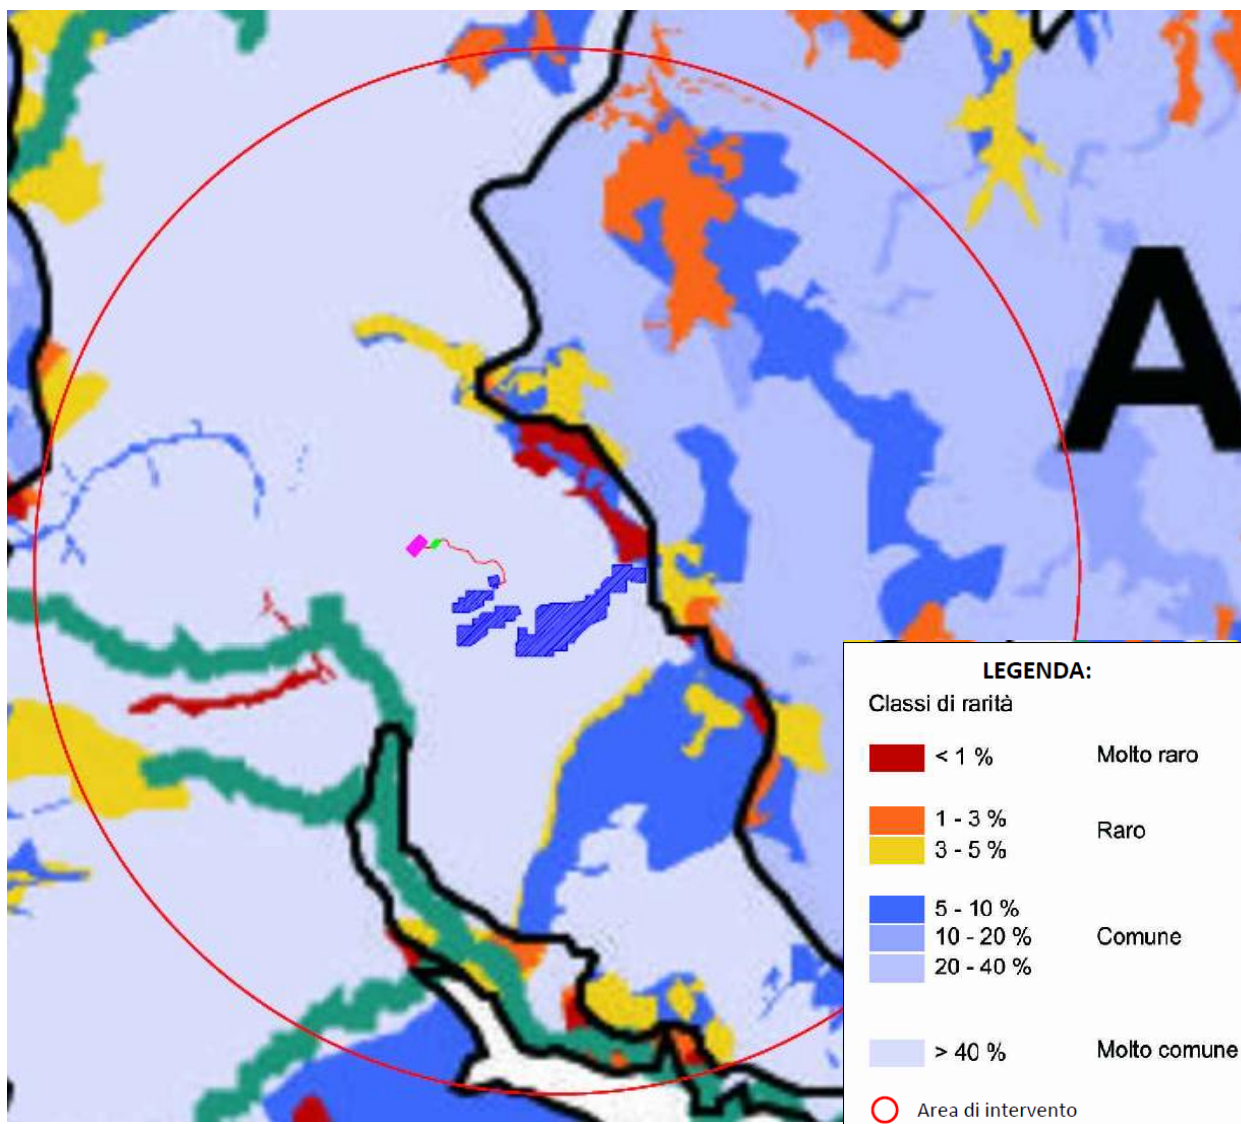 A
LEGENDA:
Classi di rarità
< 1 % Molto raro
1 - 3 % Raro
3 - 5 %
5 - 10 %
10 - 20 % Comune
20 - 40 %
> 40 % Molto comune
Area di intervento